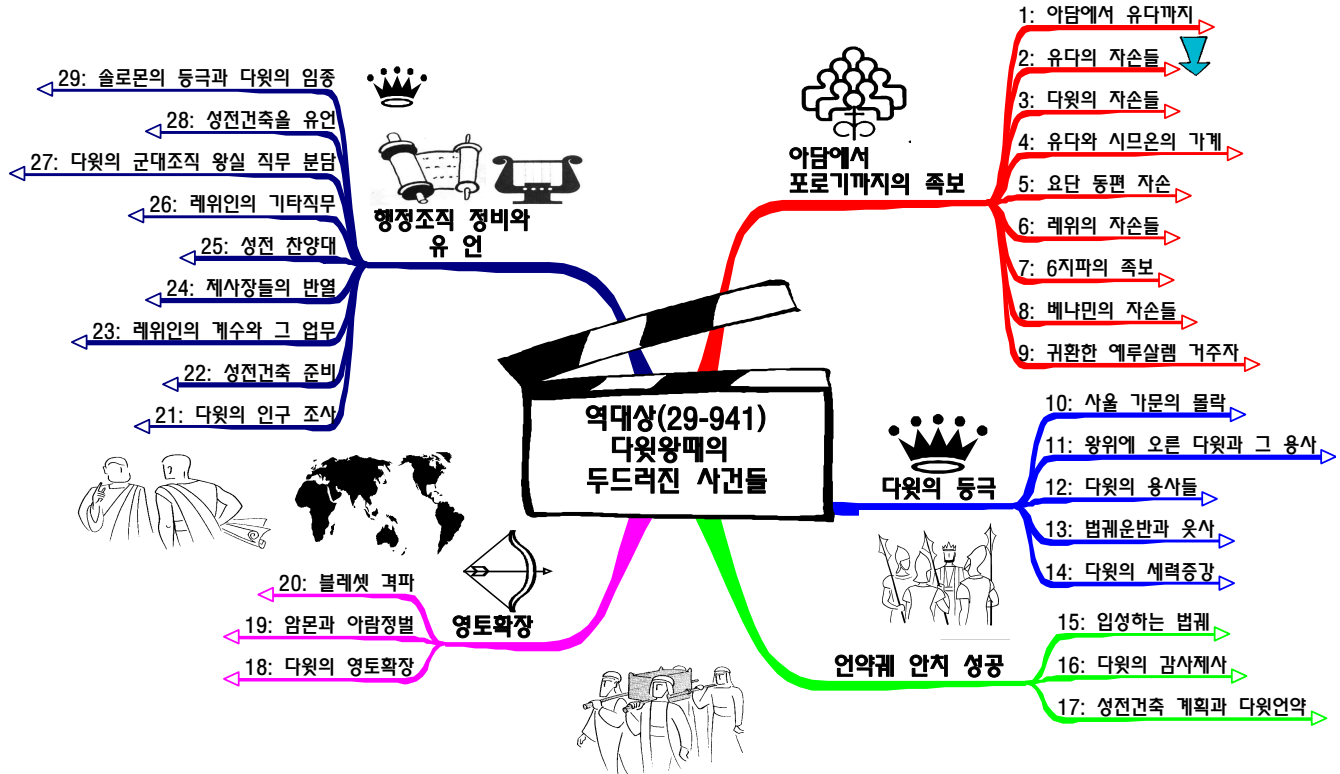 역대상(29-941)
다윗왕때의
두드러진 사건들
아담에서
포로기까지의 족보
1: 아담에서 유다까지
2: 유다의 자손들
3: 다윗의 자손들
4: 유다와 시므온의 가계
5: 요단 동편 자손
6: 레위의 자손들
7: 6지파의 족보
8: 베냐민의 자손들
9: 귀환한 예루살렘 거주자
다윗의 등극
10: 사울 가문의 몰락
11: 왕위에 오른 다윗과 그 용사
12: 다윗의 용사들
13: 법궤운반과 웃사
14: 다윗의 세력증강
언약궤 안치 성공
15: 입성하는 법궤
16: 다윗의 감사제사
17: 성전건축 계획과 다윗언약
영토확장
20: 블레셋 격파
19: 암몬과 아람정벌
18: 다윗의 영토확장
행정조직 정비와
유 언
29: 솔로몬의 등극과 다윗의 임종
28: 성전건축을 유언
27: 다윗의 군대조직 왕실 직무 분담
26: 레위인의 기타직무
25: 성전 찬양대
24: 제사장들의 반열
23: 레위인의 계수와 그 업무
22: 성전건축 준비
21: 다윗의 인구 조사